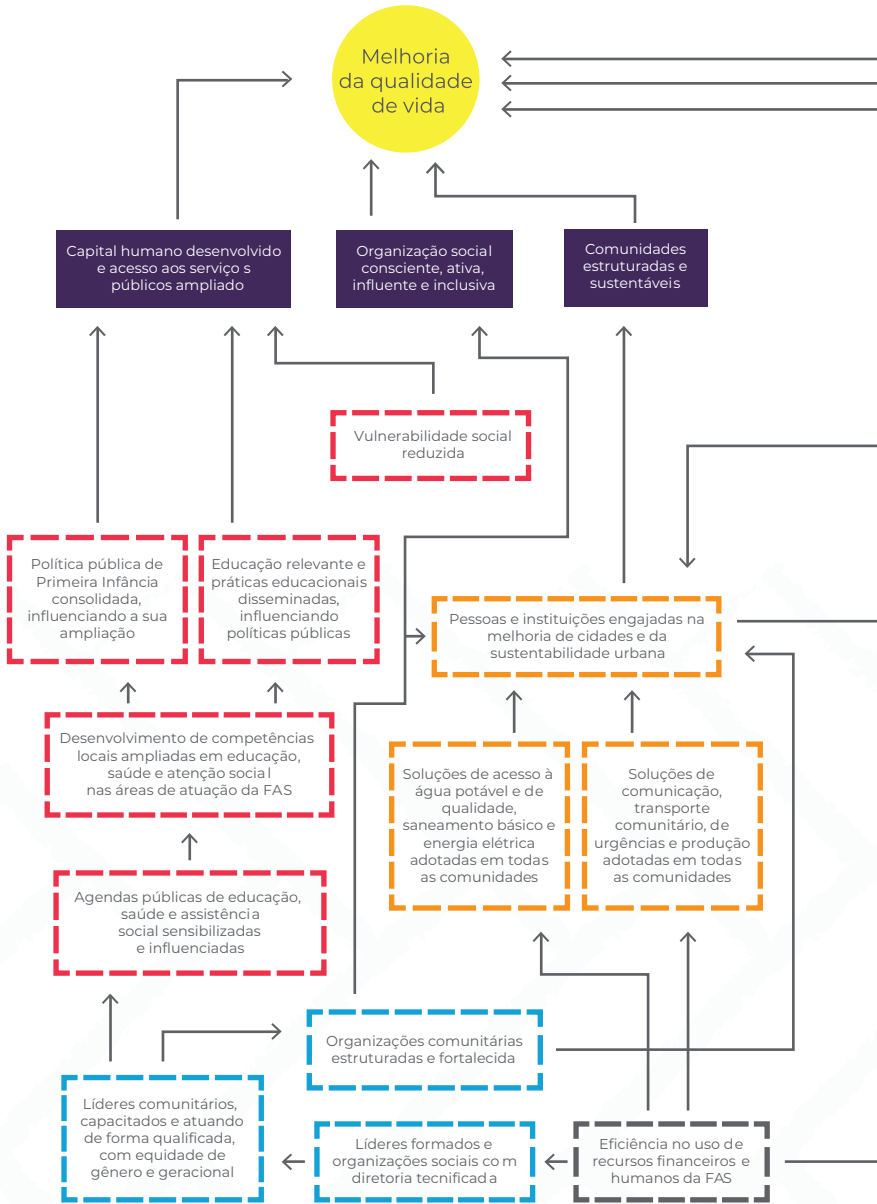 Melhoria
da qualidade
de vida
Capital humano desenvolvido
e acesso aos serviço s
públicos ampliado
Organização social
consciente, ativa,
influente e inclusiva
Comunidades
estruturadas e
sustentáveis
Vulnerabilidade social
reduzida
Política pública de
Primeira Infância
consolidada,
influenciando a sua
ampliação
Educação relevante e
práticas educacionais
disseminadas,
influenciando
políticas públicas
Pessoas e instituições engajadas na
melhoria de cidades e da
sustentabilidade urbana
Desenvolvimento de competências
locais ampliadas em educação,
saúde e atenção social
nas áreas de atuação da FAS
Soluções de acesso à
água potável e de
qualidade,
saneamento básico e
energia elétrica
adotadas em todas
as comunidades
Soluções de
comunicação,
transporte
comunitário, de
urgências e produção
adotadas em todas
as comunidades
Agendas públicas de educação,
saúde e assistência
social sensibilizadas
e influenciadas
Organizações comunitárias
estruturadas e fortalecida
Líderes comunitários,
capacitados e atuando
de forma qualificada,
com equidade de
gênero e geracional
Líderes formados e
organizações sociais co m
diretoria tecnificad a
Eficiência no uso de
recursos financeiros e
humanos da FAS